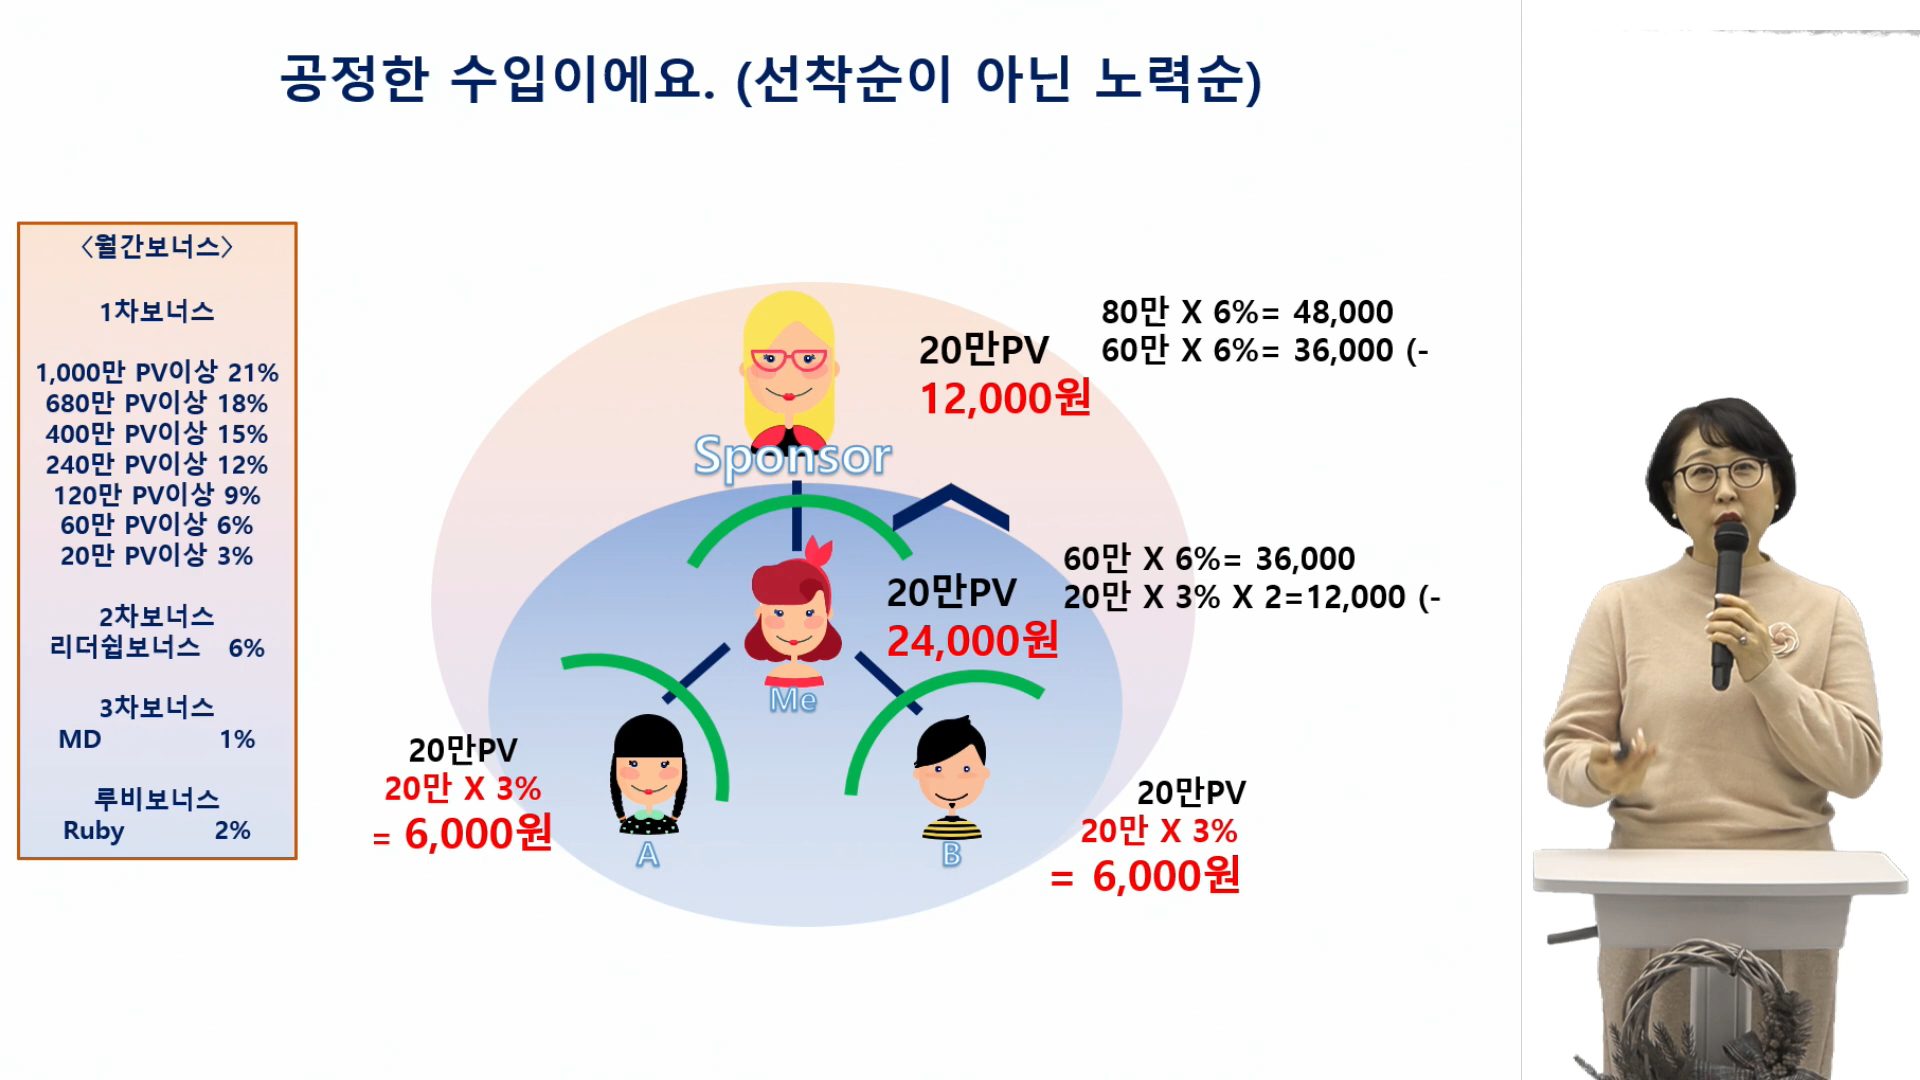 공정한 수입이에요. (선착순이 아닌 노력순)
〈월간보너스〉
1차보너스
1,000만 PV이상 21%
680만 PV이상 18%
400만 PV이상 15%
240만 PV이상 12%
120만 PV이상 9%
60만 PV이상 6%
20만 PV이상 3%
2차보너스
리더쉽보너스 6%
3차보너스
MD 1%
루비보너스
Ruby 2%
Sponsor
20만PV
12,000원
80만 X 6%= 48,000
60만 X 6%= 36,000 (-
Me
20만PV
24,000원
60만 X 6%= 36,000
20만 X 3% X 2=12,000 (-
20만PV
20만 X 3%
= 6,000원
A
B
20만PV
20만 X 3%
= 6,000원